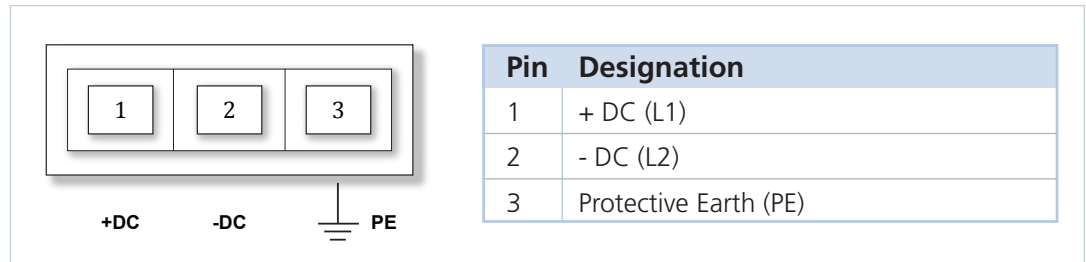 1 2 3
+DC -DC PE
Pin Designation
1 + DC (L1)
2 - DC (L2)
3 Protective Earth (PE)